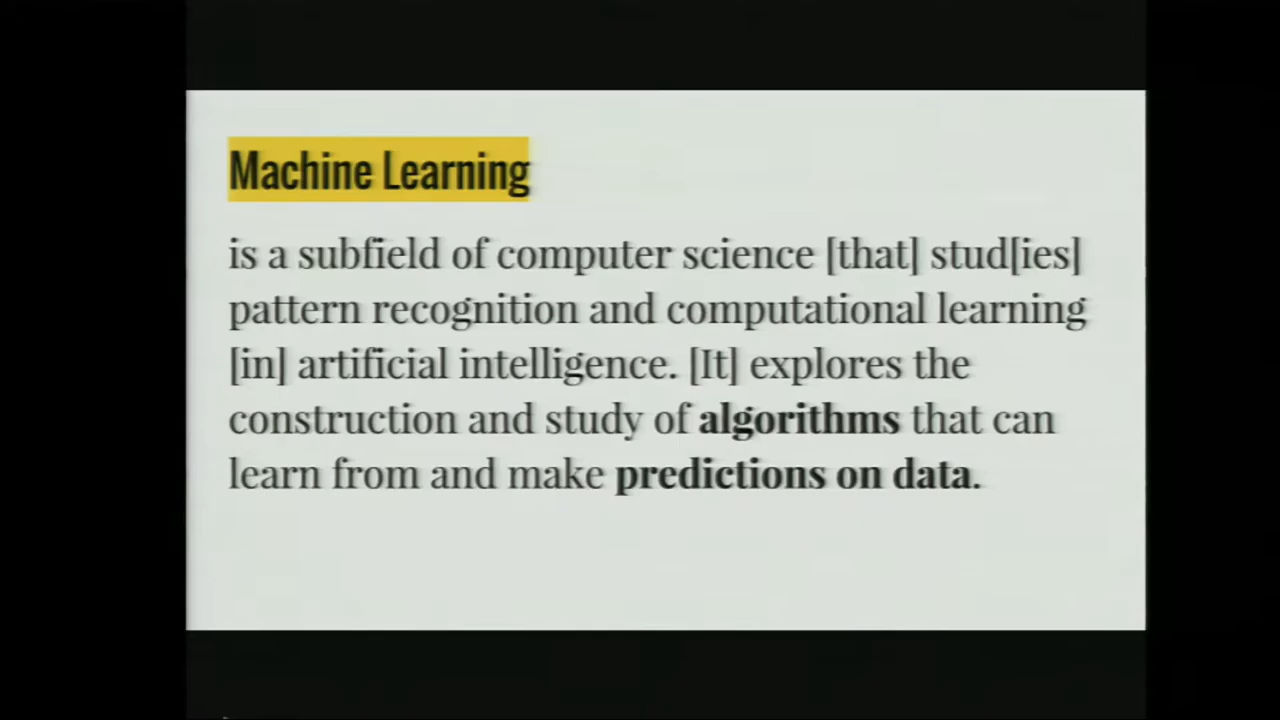 Machine Learning
is a subfield of computer science [that] stud[ies]
pattern recognition and computational learning
[in] artificial intelligence. [It] explores the
construction and study of algorithms that can
learn from and make predictions on data.